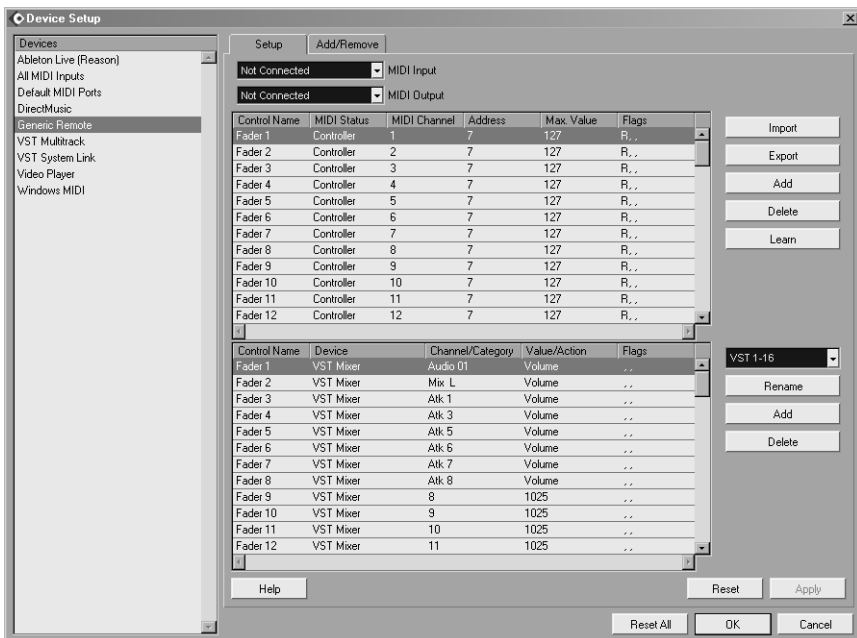 Device Setup
Devices
Ableton Live (Reason)
All MIDI Inputs
Default MIDI Ports
DirectMusic
Generic Remote
VST Multitrack
VST System Link
Video Player
Windows MIDI
Setup Add/Remove
Not Connected MIDI Input
Not Connected MIDI Output
Control Name MIDI Status MIDI Channel Address Max. Value Flags
Fader 1 Controller 1 7 127 R, ,
Fader 2 Controller 2 7 127 R, ,
Fader 3 Controller 3 7 127 R, ,
Fader 4 Controller 4 7 127 R, ,
Fader 5 Controller 5 7 127 R, ,
Fader 6 Controller 6 7 127 R, ,
Fader 7 Controller 7 7 127 R, ,
Fader 8 Controller 8 7 127 R, ,
Fader 9 Controller 9 7 127 R, ,
Fader 10 Controller 10 7 127 R, ,
Fader 11 Controller 11 7 127 R, ,
Fader 12 Controller 12 7 127 R, ,
Import
Export
Add
Delete
Learn
Control Name Device Channel/Category Value/Action Flags
Fader 1 VST Mixer Audio 01 Volume , ,
Fader 2 VST Mixer Mix L Volume , ,
Fader 3 VST Mixer Atk 1 Volume , ,
Fader 4 VST Mixer Atk 3 Volume , ,
Fader 5 VST Mixer Atk 5 Volume , ,
Fader 6 VST Mixer Atk 6 Volume , ,
Fader 7 VST Mixer Atk 7 Volume , ,
Fader 8 VST Mixer Atk 8 Volume , ,
Fader 9 VST Mixer 8 1025 , ,
Fader 10 VST Mixer 9 1025 , ,
Fader 11 VST Mixer 10 1025 , ,
Fader 12 VST Mixer 11 1025 , ,
VST 1-16
Rename
Add
Delete
Help Reset Apply
Reset All OK Cancel